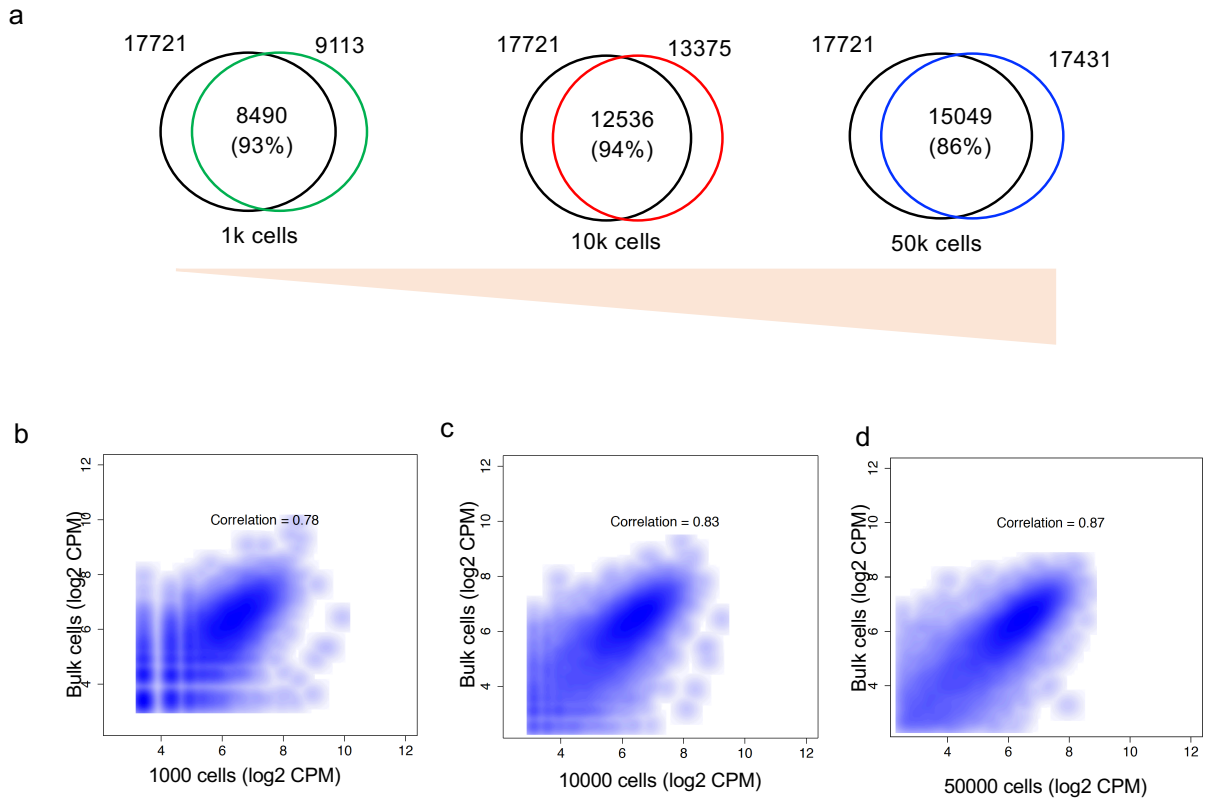 a
17721
9113
8490
(93%)
1k cells
17721
13375
12536
(94%)
10k cells
17721
17431
15049
(86%)
50k cells
b
12
10
8
6
4
Bulk cells (log2 CPM)
Correlation = 0.78
4 6 8 10 12
1000 cells (log2 CPM)
c
12
10
8
6
4
Bulk cells (log2 CPM)
Correlation = 0.83
4 6 8 10 12
10000 cells (log2 CPM)
d
12
10
8
6
4
Bulk cells (log2 CPM)
Correlation = 0.87
4 6 8 10 12
50000 cells (log2 CPM)